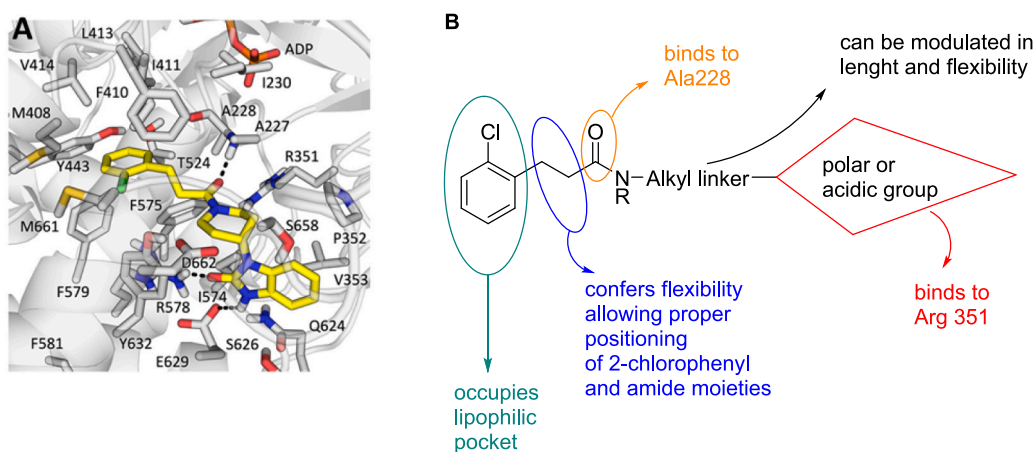 A
L413
ADP
V414
I411
I230
F410
A228
M408
A227
Y443
T524
R351
F575
M661
S658
P352
D662
V353
F579
I574
R578
Q624
F581
Y632
S626
E629
B
binds to
Ala228
can be modulated in
lenght and flexibility
Cl
O
N
R
Alkyl linker
polar or
acidic group
confers flexibility
allowing proper
positioning
of 2-chlorophenyl
and amide moieties
binds to
Arg 351
occupies
lipophilic
pocket